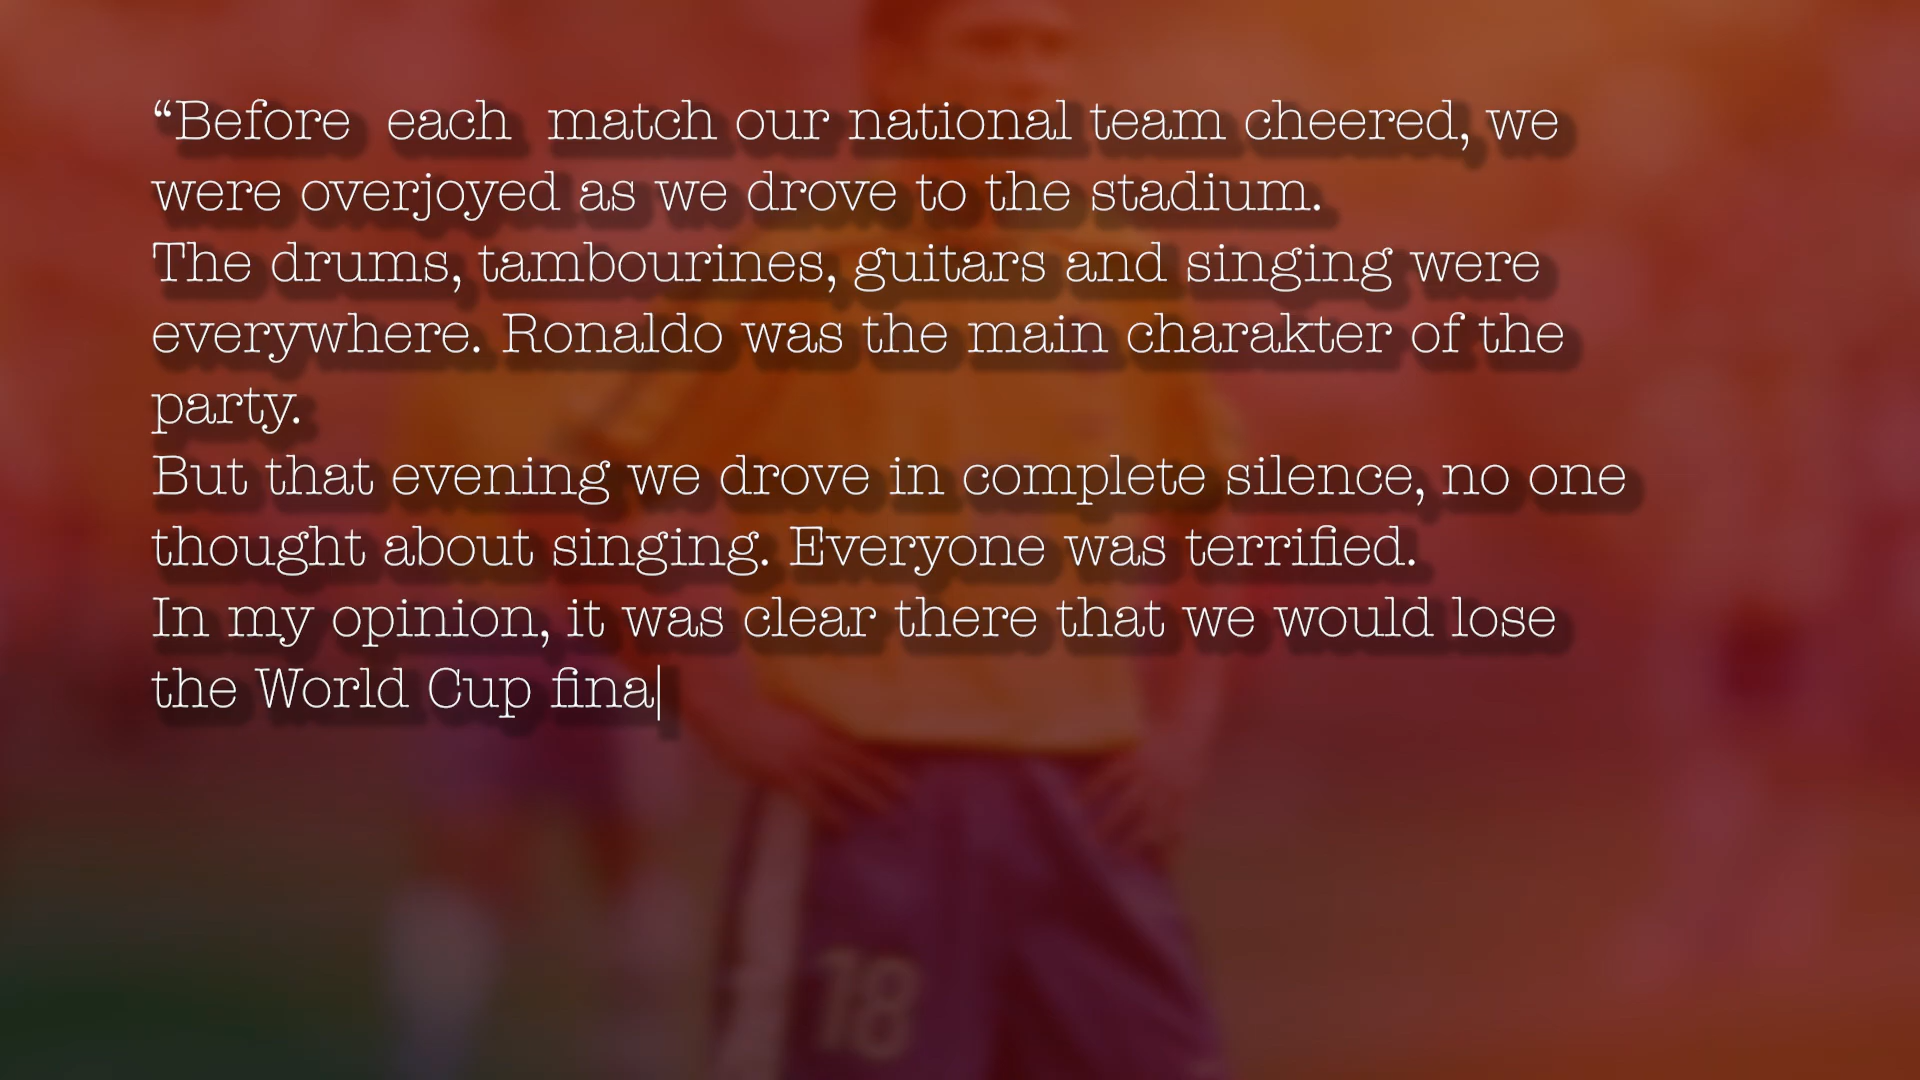 “Before each match our national team cheered, we
were overjoyed as we drove to the stadium.
The drums, tambourines, guitars and singing were
everywhere. Ronaldo was the main charakter of the
party.
But that evening we drove in complete silence, no one
thought about singing. Everyone was terrified.
In my opinion, it was clear there that we would lose
the World Cup fina|
18